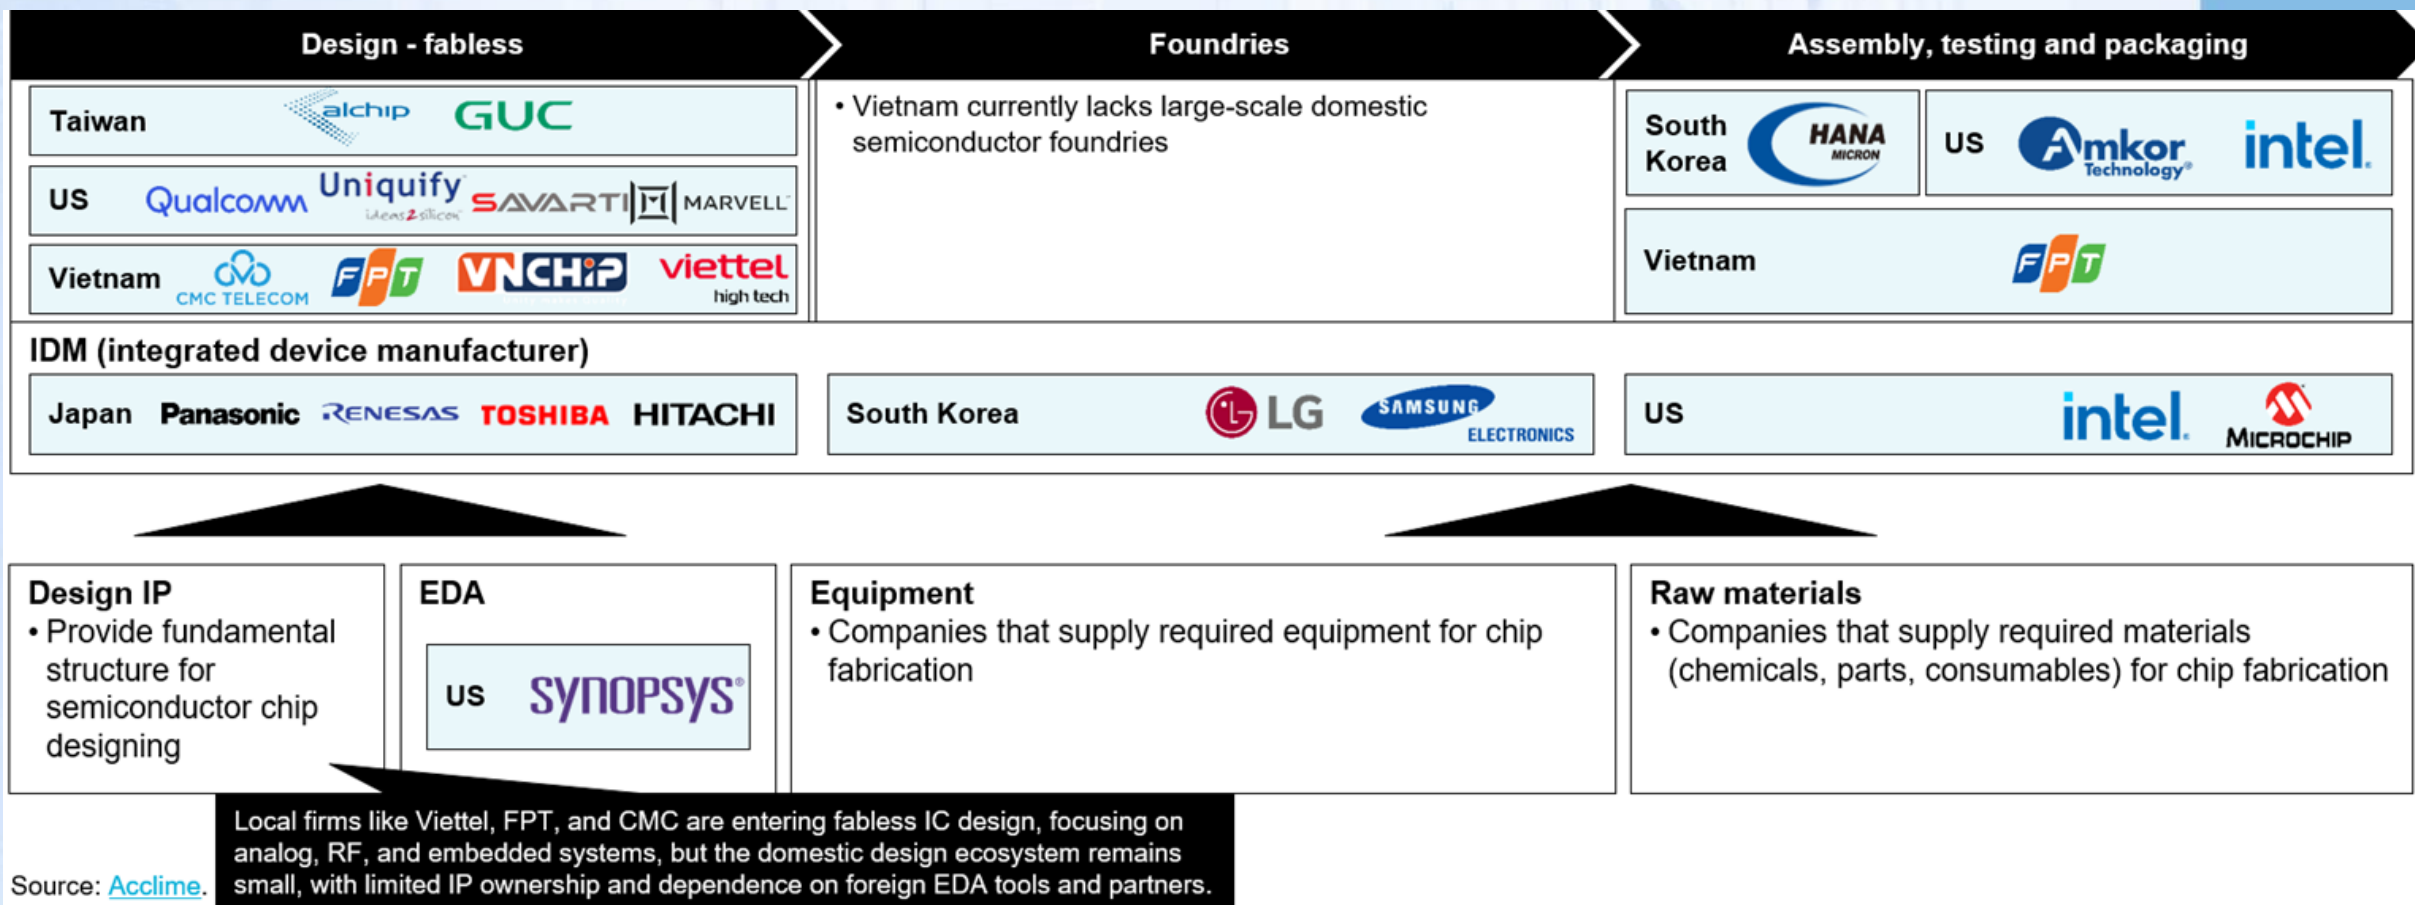 Design - fabless
Foundries
Assembly, testing and packaging
Taiwan
alchip
GUC
US
Qualcomm
Uniquify
ideas2silicon
SAVARTI
MARVELL
Vietnam
CMC TELECOM
FPT
VNCHIP
viettel
high tech
• Vietnam currently lacks large-scale domestic
semiconductor foundries
South
Korea
HANA
MICRON
US
Amkor
Technology®
intel.
Vietnam
FPT
IDM (integrated device manufacturer)
Japan
Panasonic
RENESAS
TOSHIBA
HITACHI
South Korea
LG
SAMSUNG
ELECTRONICS
US
intel.
MICROCHIP
Design IP
• Provide fundamental
structure for
semiconductor chip
designing
EDA
US
SYNOPSYS®
Equipment
• Companies that supply required equipment for chip
fabrication
Raw materials
• Companies that supply required materials
(chemicals, parts, consumables) for chip fabrication
Local firms like Viettel, FPT, and CMC are entering fabless IC design, focusing on
analog, RF, and embedded systems, but the domestic design ecosystem remains
small, with limited IP ownership and dependence on foreign EDA tools and partners.
Source: Acclime.